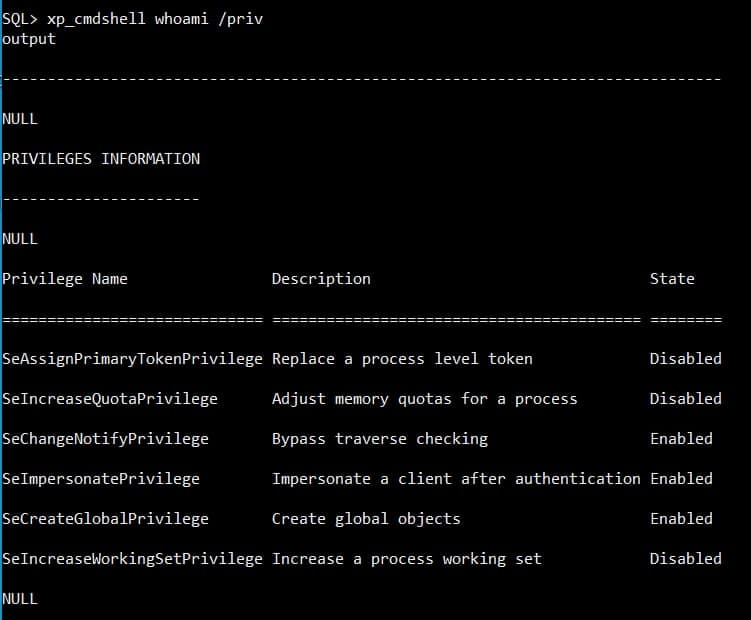 SQL> xp_cmdshell whoami /priv
output
--------------------------------------------------------------------------------
NULL
PRIVILEGES INFORMATION
----------------------
NULL
Privilege Name                Description                               State
============================= ========================================= ========
SeAssignPrimaryTokenPrivilege Replace a process level token             Disabled
SeIncreaseQuotaPrivilege      Adjust memory quotas for a process        Disabled
SeChangeNotifyPrivilege       Bypass traverse checking                  Enabled
SeImpersonatePrivilege        Impersonate a client after authentication Enabled
SeCreateGlobalPrivilege       Create global objects                     Enabled
SeIncreaseWorkingSetPrivilege Increase a process working set            Disabled
NULL